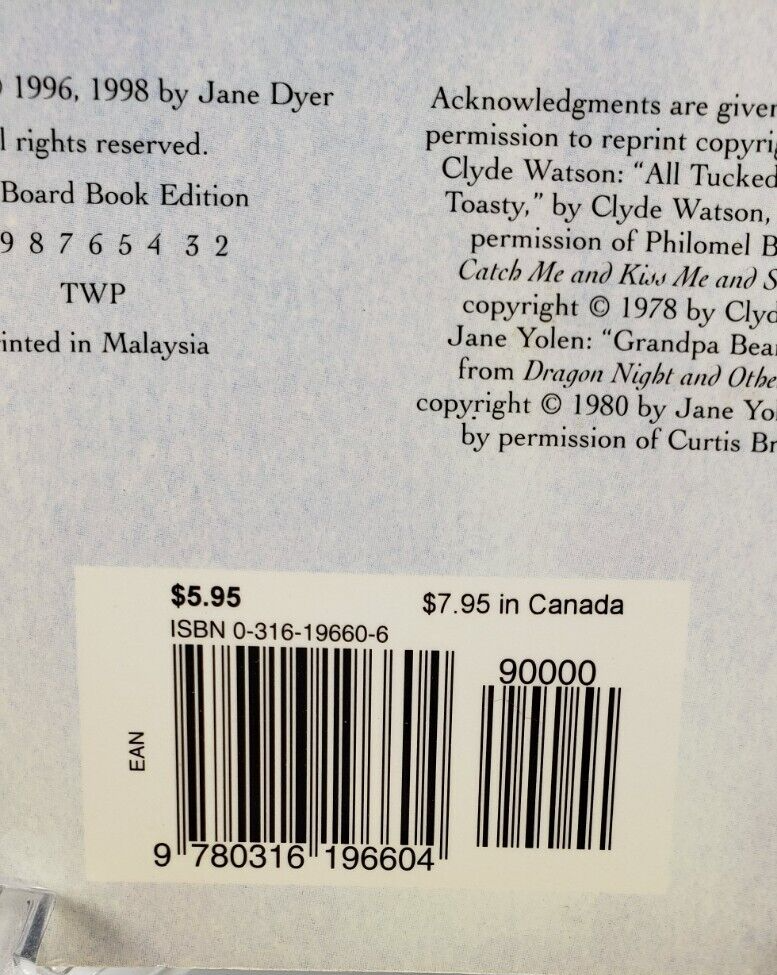 1996, 1998 by Jane Dyer
rights reserved.
Board Book Edition
9 8 7 6 5 4 3 2
TWP
in Malaysia
Acknowledgments are
permission to reprint
Clyde Watson: "All Tucked
Toasty," by Clyde Watson,
permission of Philomel
Catch Me and Kiss Me and
copyright © 1978 by
Jane Yolen: "Grandpa
from Dragon Night and
copyright © 1980 by Jane
by permission of Curtis
$5.95
$7.95 in Canada
ISBN 0-316-19660-6
90000
EAN
9 780316 196604